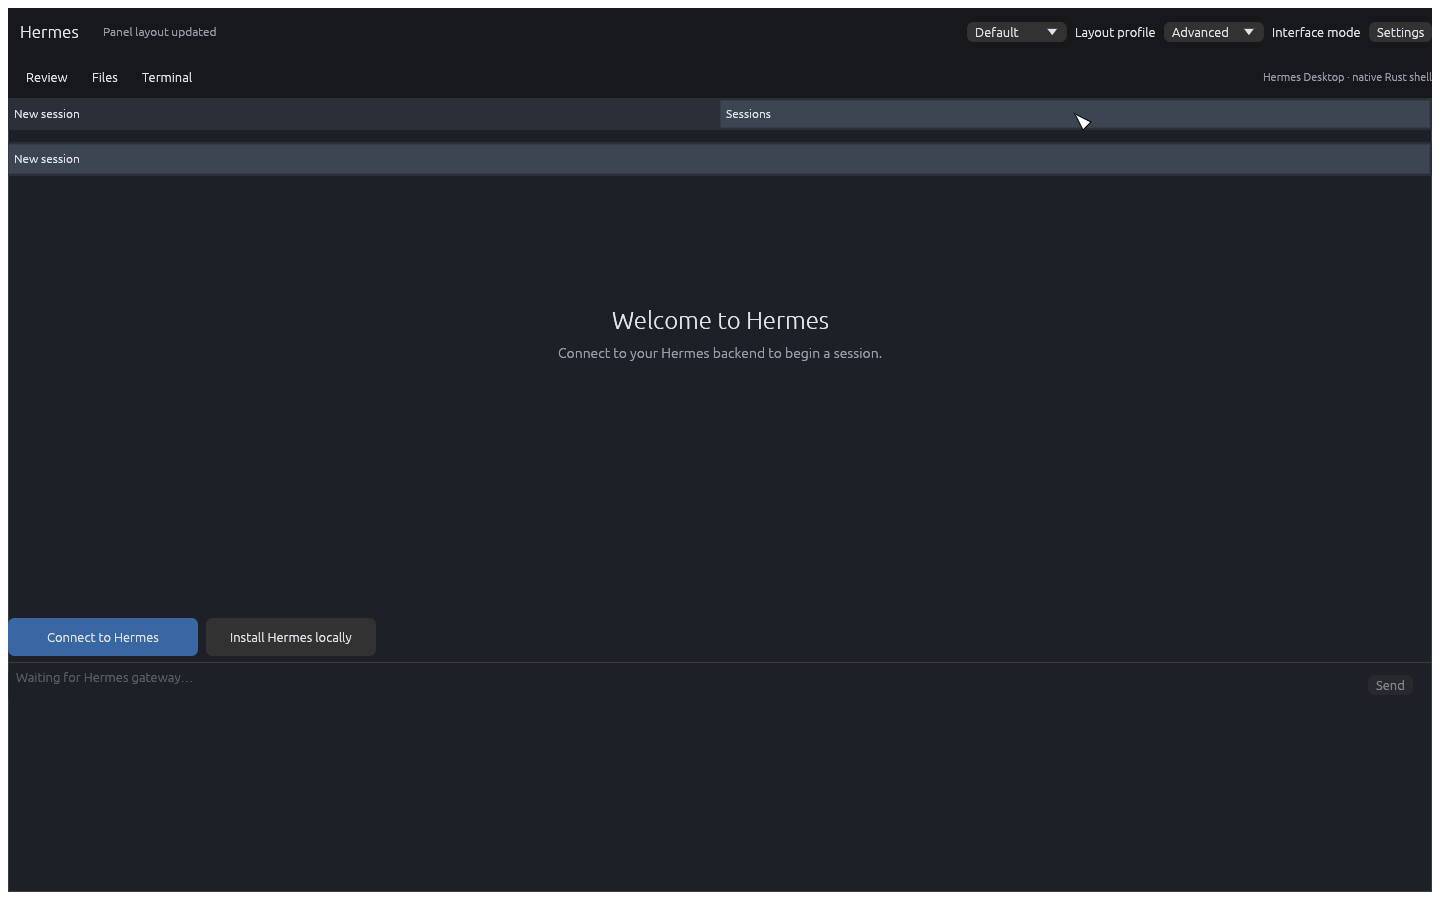 Hermes Panel layout updated Default Layout profile Advanced Interface mode Settings
Review Files Terminal Hermes Desktop · native Rust shell
New session Sessions
New session
Welcome to Hermes
Connect to your Hermes backend to begin a session.
Connect to Hermes Install Hermes locally
Waiting for Hermes gateway...
Send